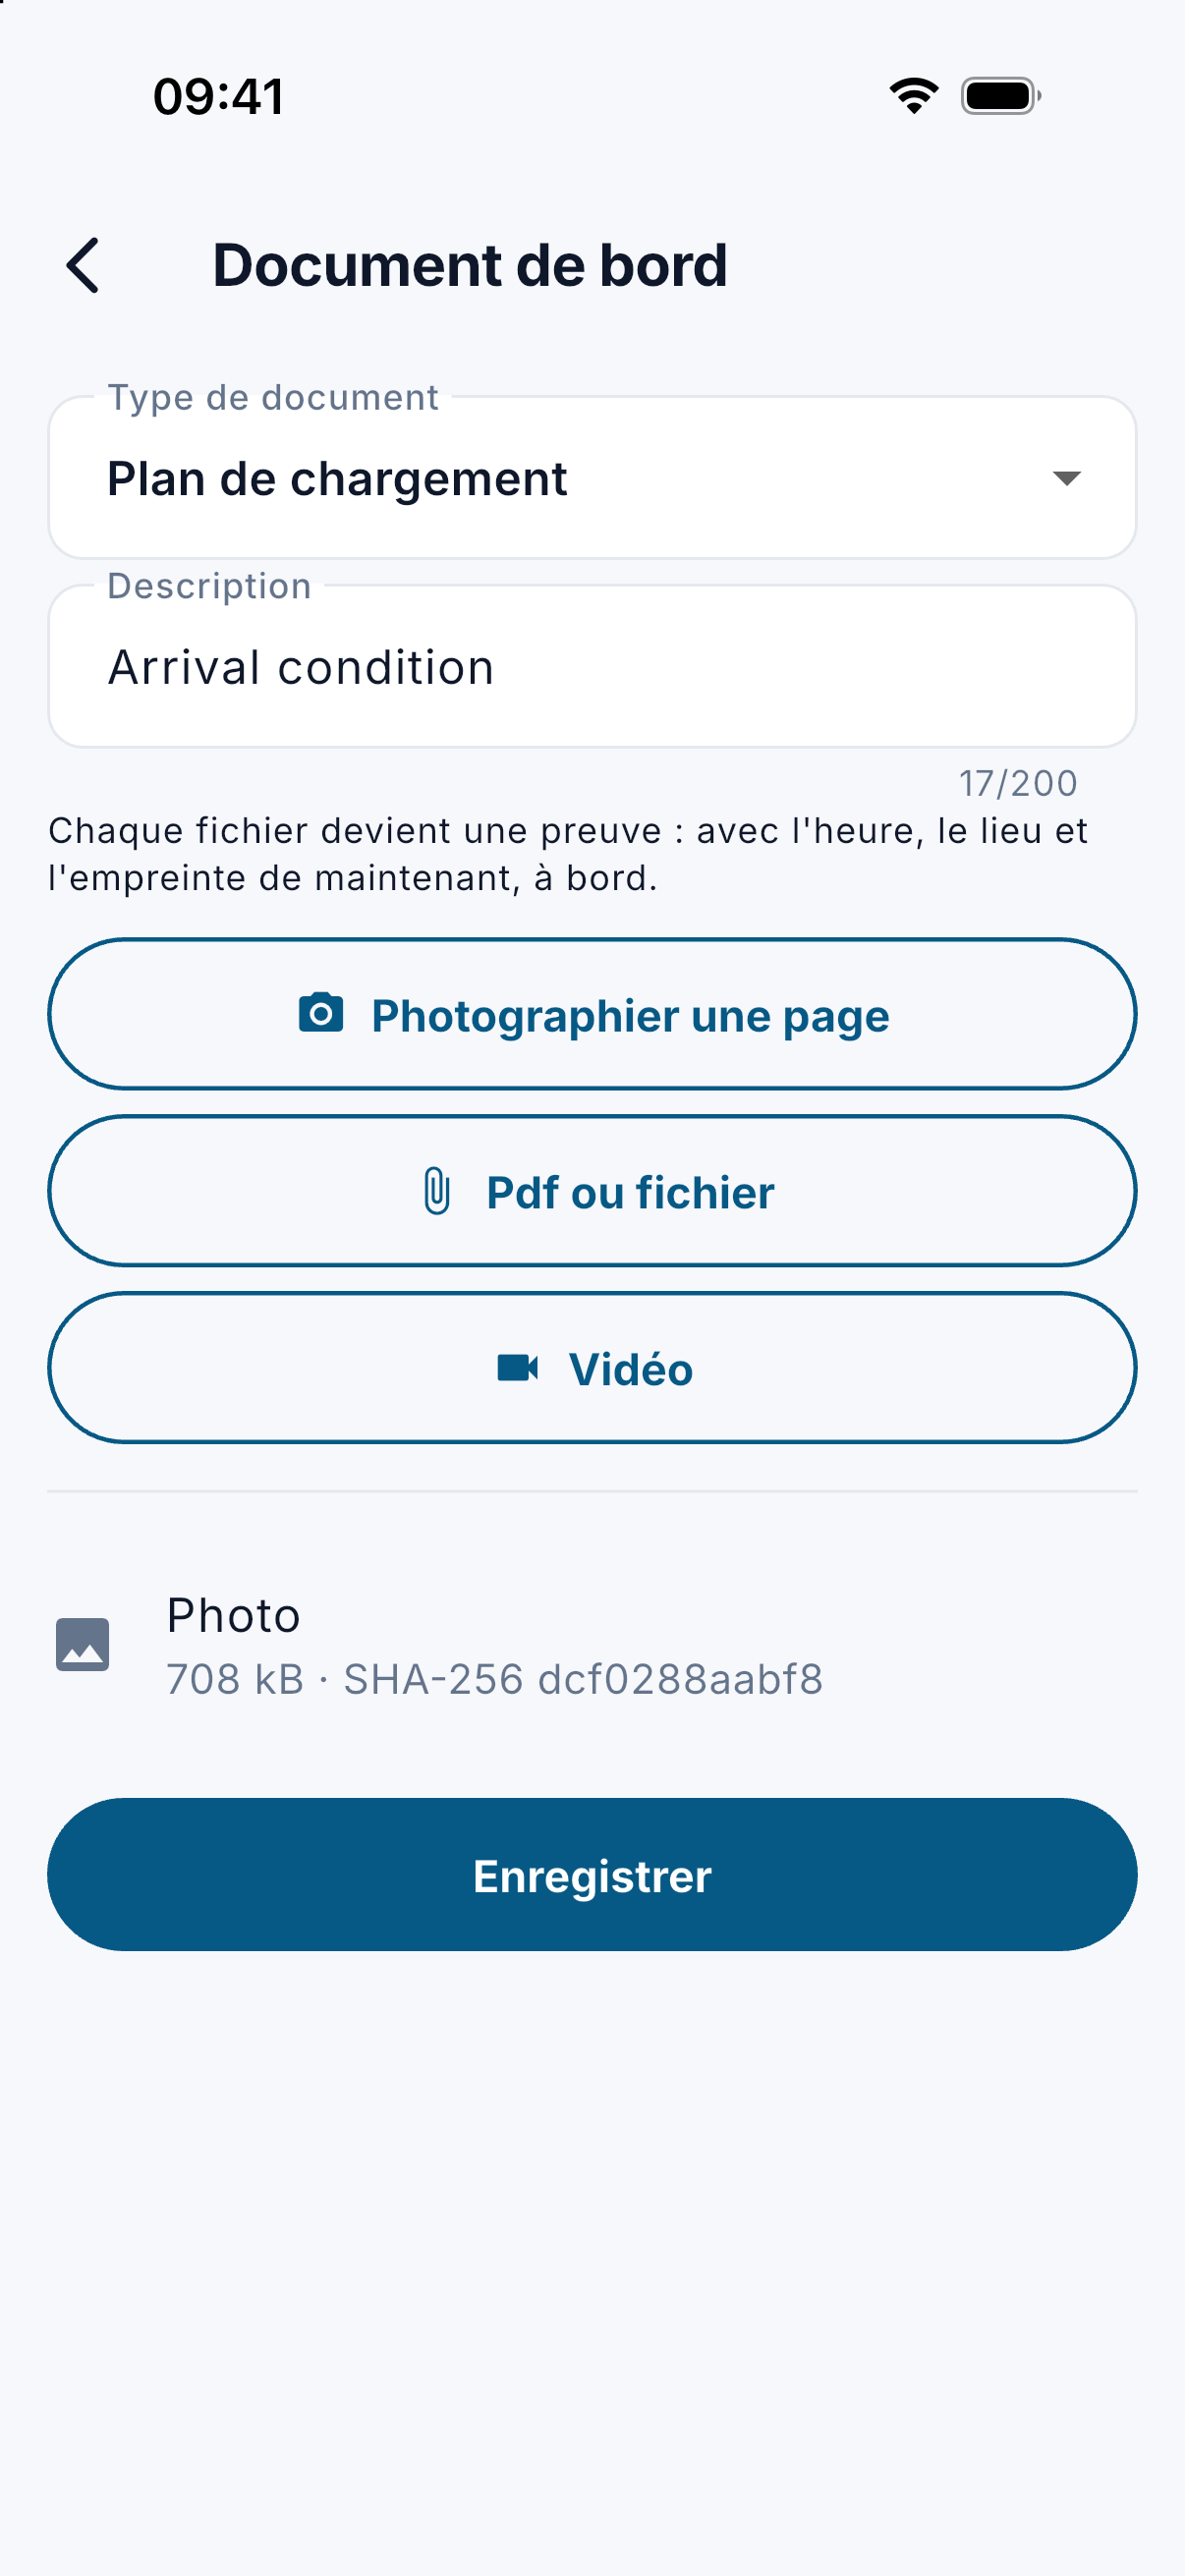 09:41
Document de bord
Type de document
Plan de chargement
Description
Arrival condition
17/200
Chaque fichier devient une preuve : avec l'heure, le lieu et
l'empreinte de maintenant, à bord.
Photographier une page
Pdf ou fichier
Vidéo
Photo
708 kB · SHA-256 dcf0288aabf8
Enregistrer